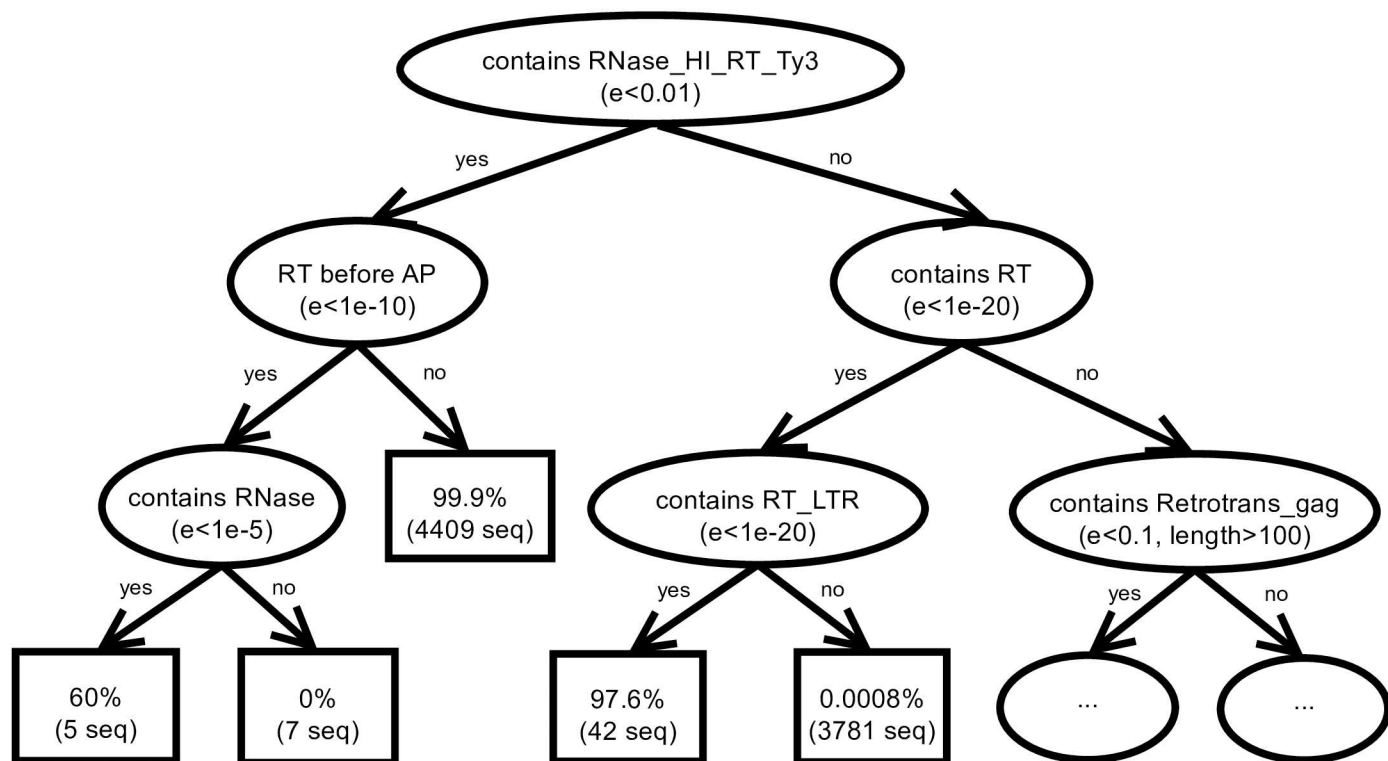 contains RNase_HI_RT_Ty3
(e<0.01)
yes
no
RT before AP
(e<1e-10)
contains RT
(e<1e-20)
yes
no
yes
no
contains RNase
(e<1e-5)
99.9%
(4409 seq)
contains RT_LTR
(e<1e-20)
contains Retrotrans_gag
(e<0.1, length>100)
yes
no
yes
no
yes
no
60%
(5 seq)
0%
(7 seq)
97.6%
(42 seq)
0.0008%
(3781 seq)
...
...